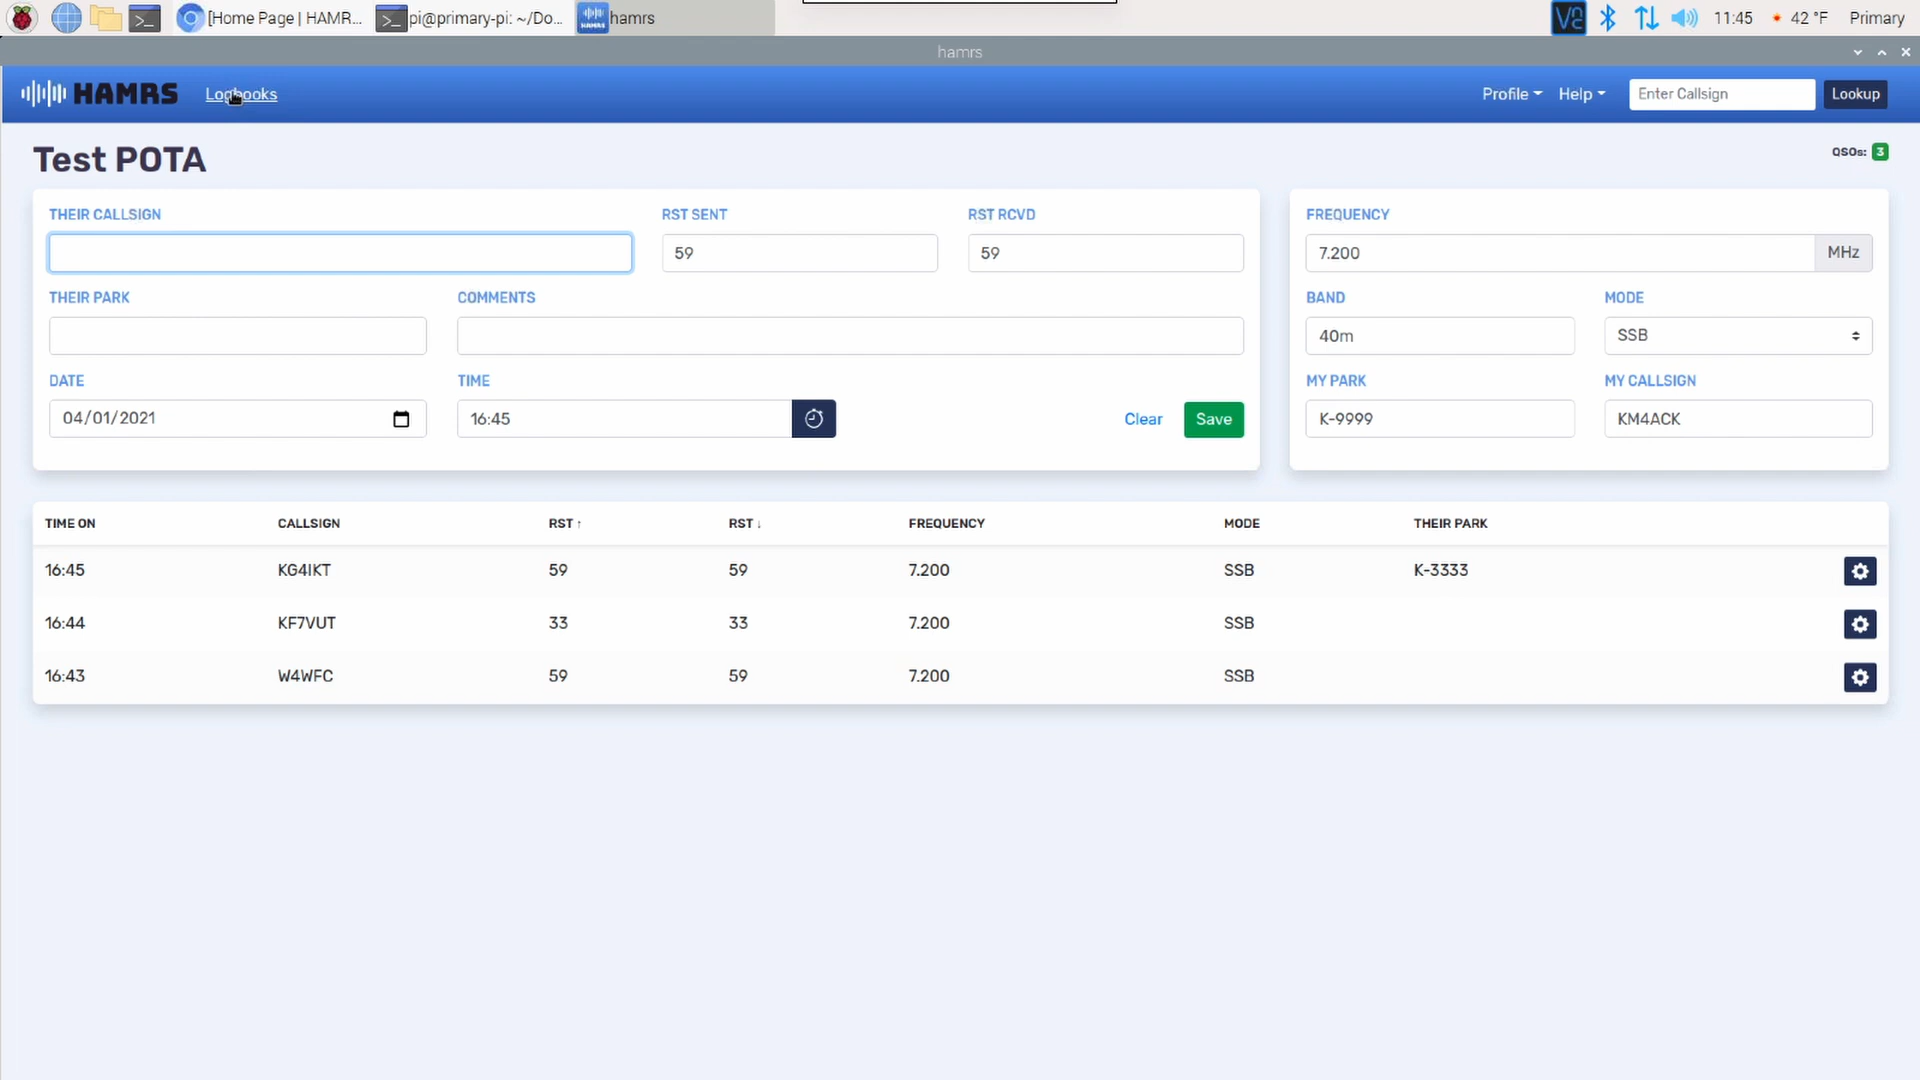 [Home Page | HAMR... pi@primary-pi: ~/Do... hamrs 11:45 42 °F Primary
hamrs
HAMRS Logbooks Profile Help Enter Callsign Lookup
Test POTA QSOs: 3
THEIR CALLSIGN RST SENT RST RCVD FREQUENCY
59 59 7.200 MHz
THEIR PARK COMMENTS BAND MODE
40m SSB
DATE TIME MY PARK MY CALLSIGN
04/01/2021 16:45 Clear Save K-9999 KM4ACK
TIME ON CALLSIGN RST ↑ RST ↓ FREQUENCY MODE THEIR PARK
16:45 KG4IKT 59 59 7.200 SSB K-3333
16:44 KF7VUT 33 33 7.200 SSB
16:43 W4WFC 59 59 7.200 SSB